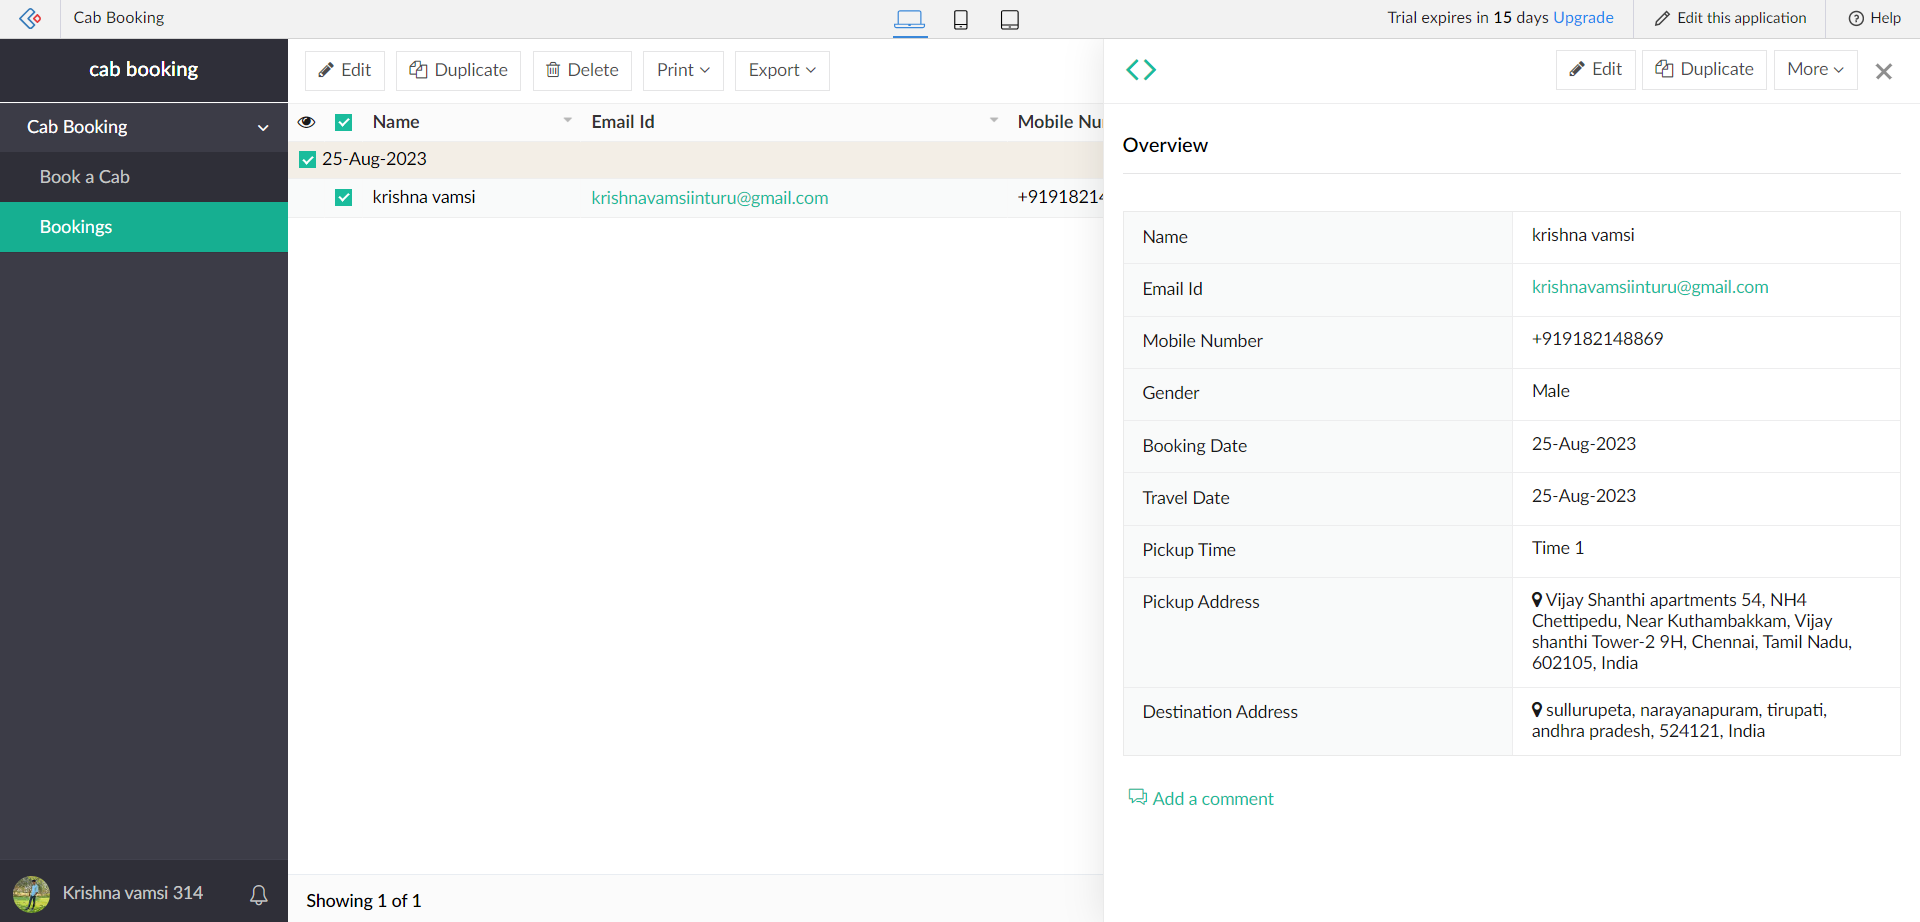 Cab Booking
Trial expires in 15 days Upgrade
Edit this application
Help
cab booking
Cab Booking
Book a Cab
Bookings
Krishna vamsi 314
Edit
Duplicate
Delete
Print
Export
Name
Email Id
Mobile Nu
25-Aug-2023
krishna vamsi
krishnavamsiinturu@gmail.com
+9191821
Showing 1 of 1
Edit
Duplicate
More
Overview
Name
krishna vamsi
Email Id
krishnavamsiinturu@gmail.com
Mobile Number
+919182148869
Gender
Male
Booking Date
25-Aug-2023
Travel Date
25-Aug-2023
Pickup Time
Time 1
Pickup Address
Vijay Shanthi apartments 54, NH4
Chettipedu, Near Kuthambakkam, Vijay
shanthi Tower-2 9H, Chennai, Tamil Nadu,
602105, India
Destination Address
sullurupeta, narayanapuram, tirupati,
andhra pradesh, 524121, India
Add a comment